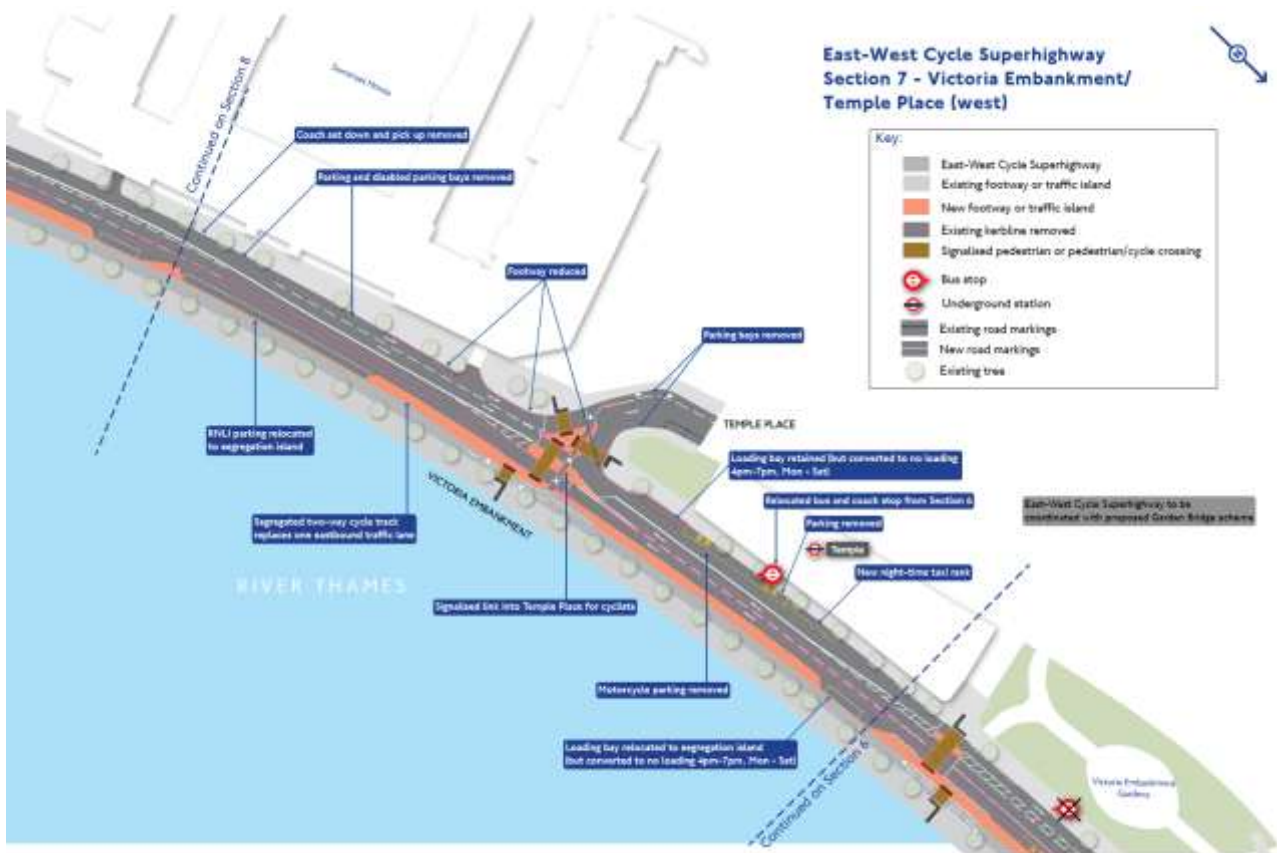 East-West Cycle Superhighway
Section 7 - Victoria Embankment/
Temple Place (west)
Key:
East-West Cycle Superhighway
Existing footway or traffic island
New footway or traffic island
Existing kerbline removed
Signalised pedestrian or pedestrian/cycle crossing
Bus stop
Underground station
Existing road markings
New road markings
Existing tree
Continued on Section 8
Somerset House
Coach set down and pick up removed
Parking and disabled parking bays removed
Footway reduced
Parking bays removed
TEMPLE PLACE
RNLI parking relocated
to segregation island
VICTORIA EMBANKMENT
Loading bay retained (but converted to no loading
4pm-7pm, Mon - Sat)
Relocated bus and coach stop from Section 6
East-West Cycle Superhighway to be
coordinated with proposed Garden Bridge scheme
Segregated two-way cycle track
replaces one eastbound traffic lane
Parking removed
Temple
New night-time taxi rank
RIVER THAMES
Signalised link into Temple Place for cyclists
Motorcycle parking removed
Loading bay relocated to segregation island
(but converted to no loading 4pm-7pm, Mon - Sat)
Continued on Section 6
Victoria Embankment
Gardens